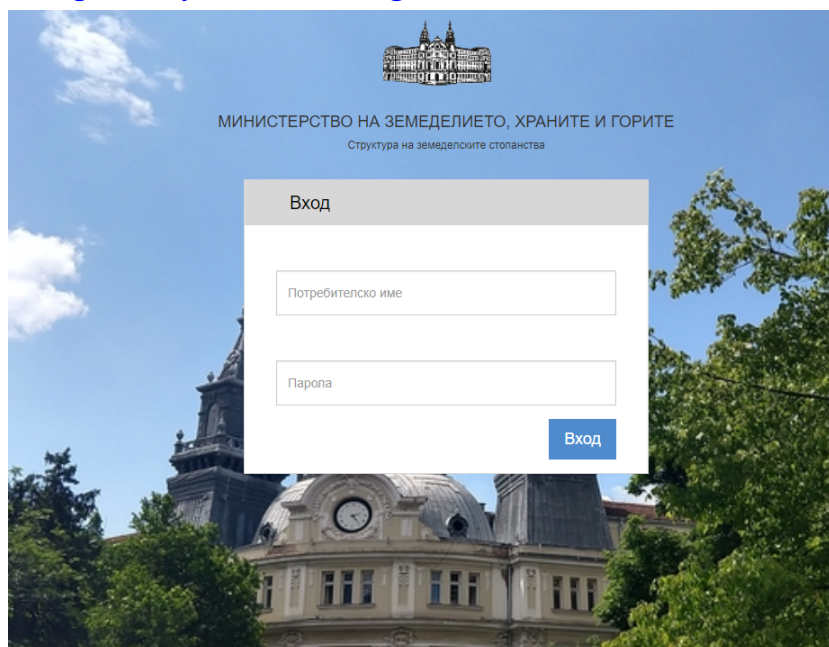 МИНИСТЕРСТВО НА ЗЕМЕДЕЛИЕТО, ХРАНИТЕ И ГОРИТЕ
Структура на земеделските стопанства
Вход
Потребителско име
Парола
Вход